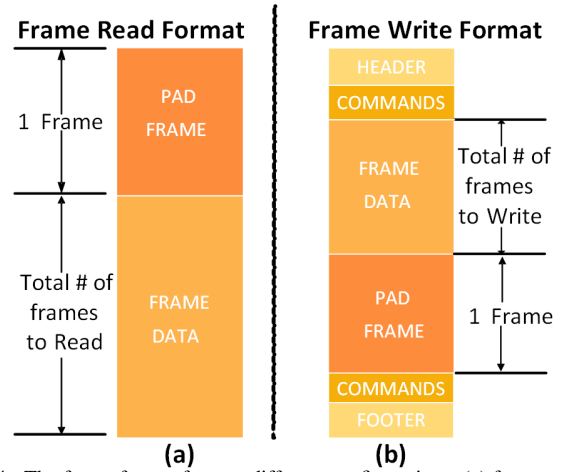 Frame Read Format
1 Frame
PAD
FRAME
Total # of
frames
to Read
FRAME
DATA
(a)
Frame Write Format
HEADER
COMMANDS
FRAME
DATA
Total # of
frames
to Write
PAD
FRAME
1 Frame
COMMANDS
FOOTER
(b)